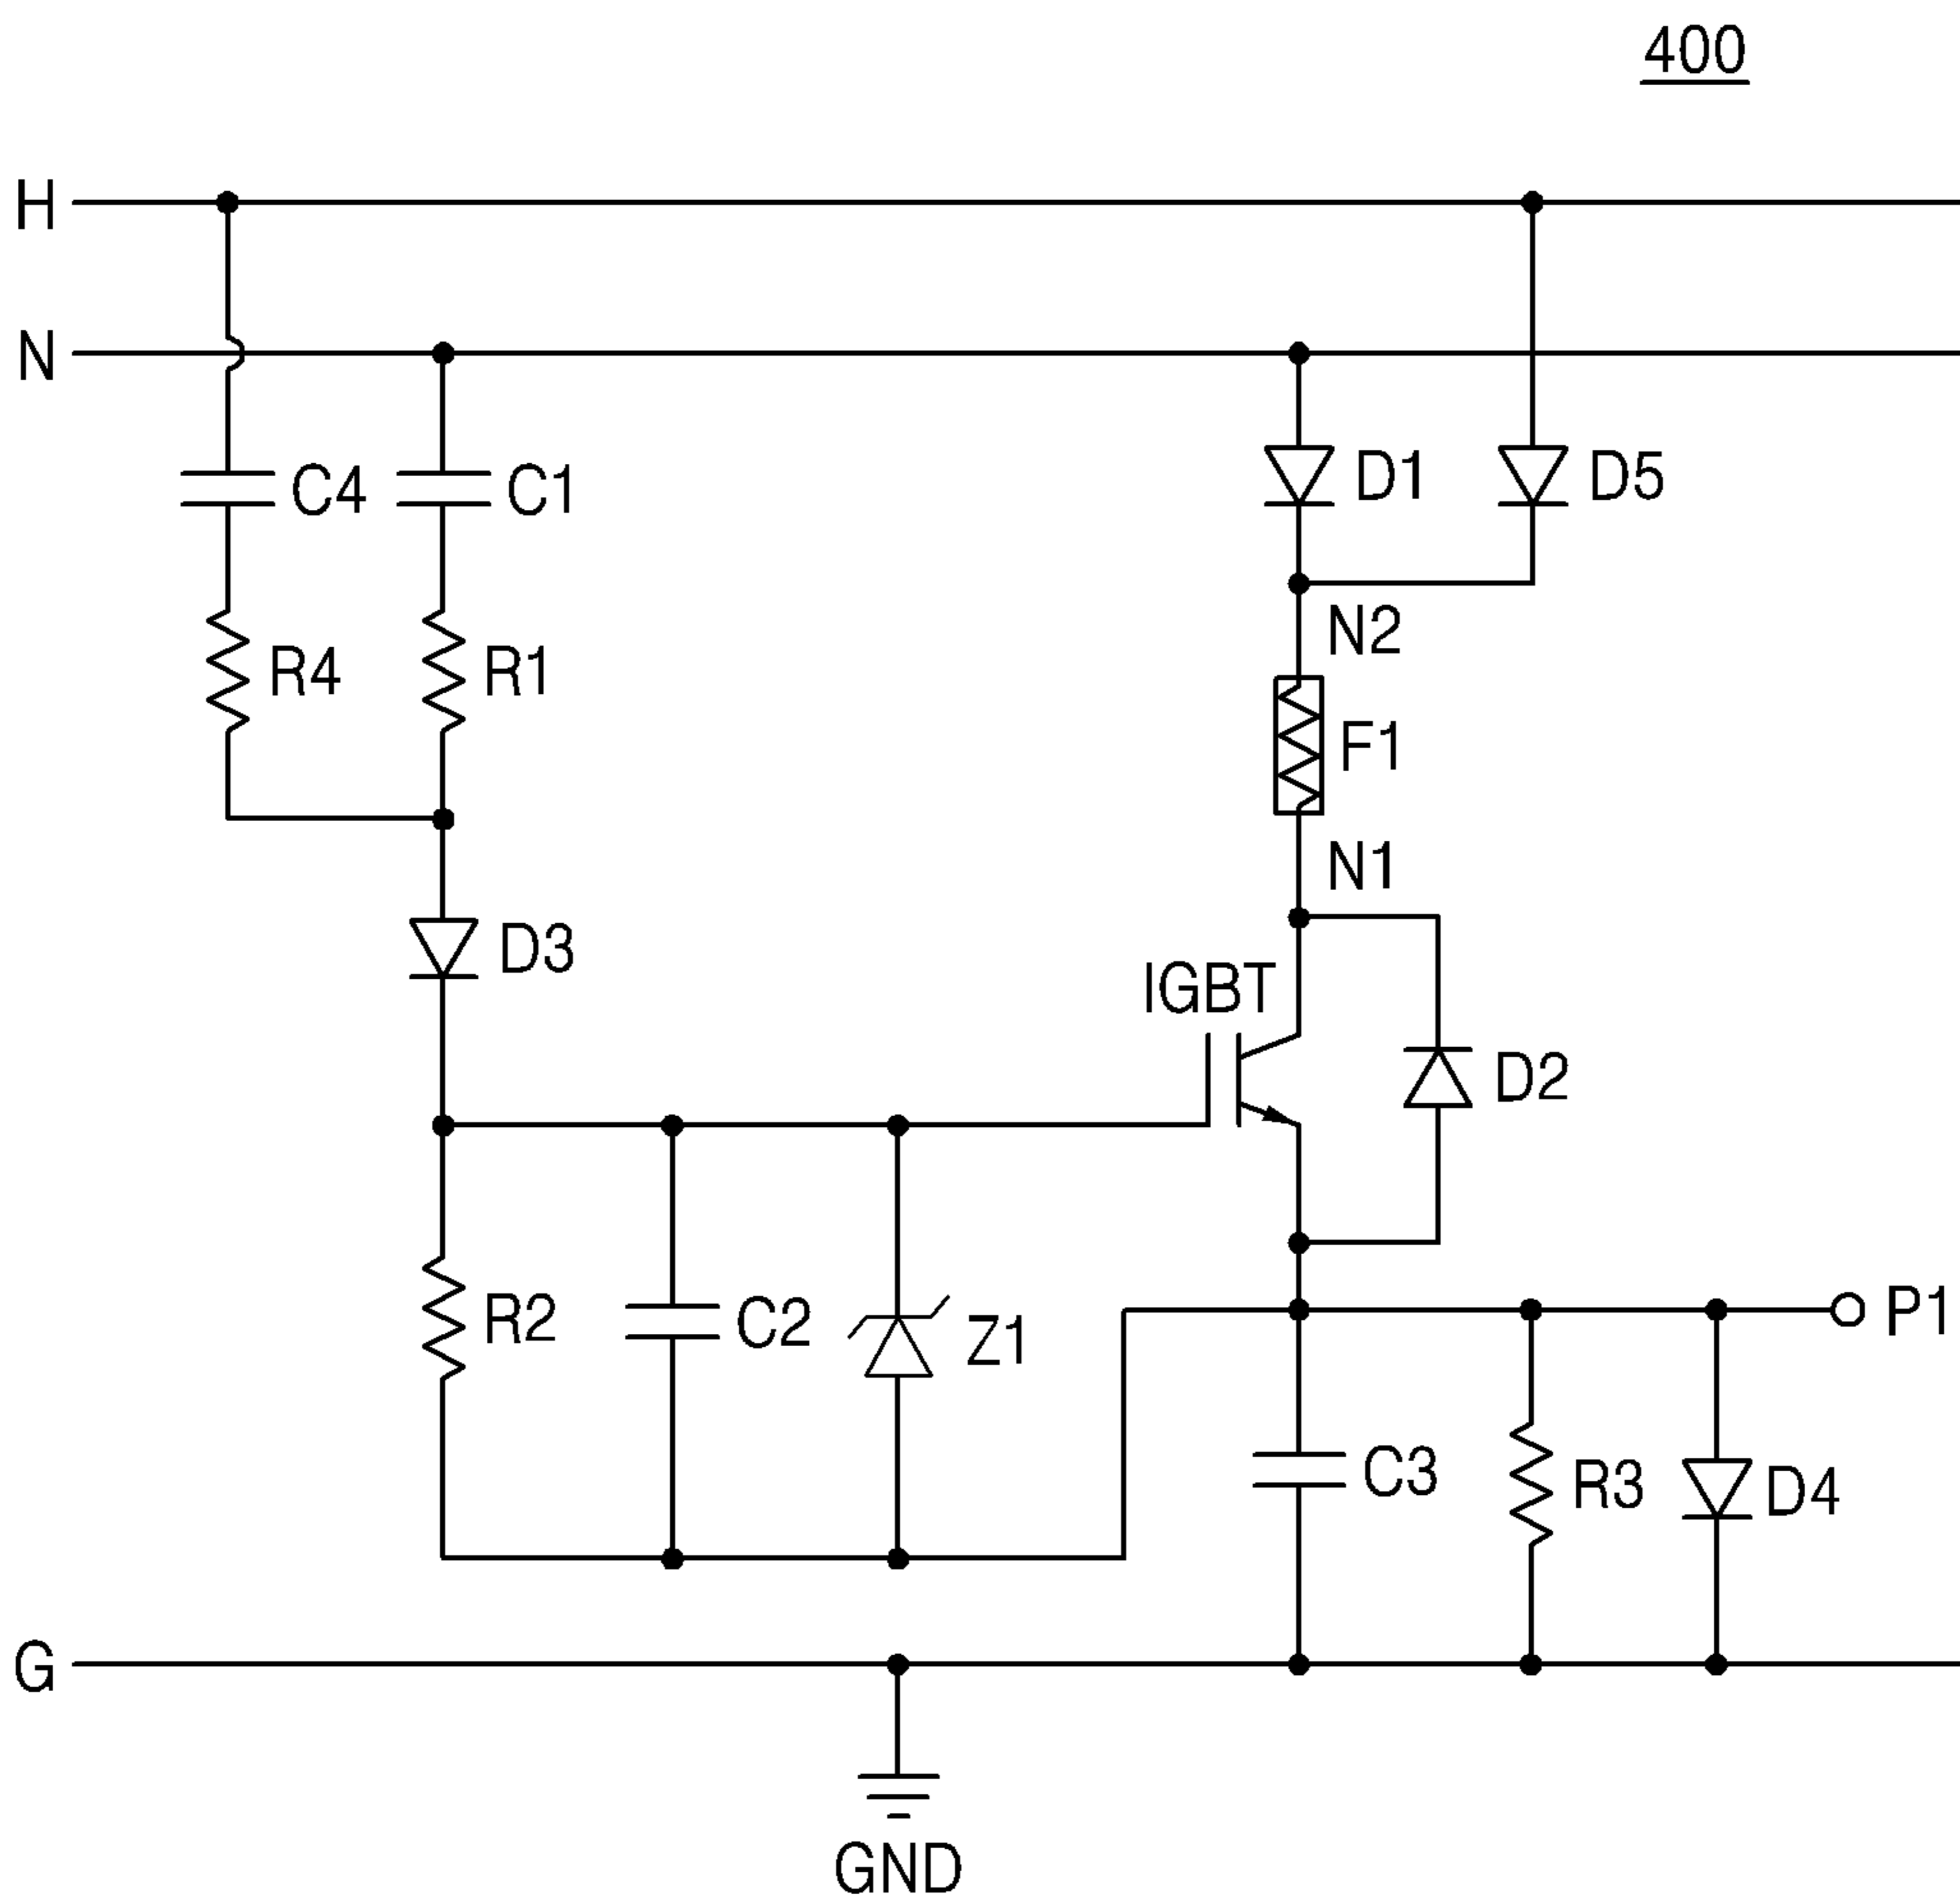 400
H
N
C4
C1
D1
D5
N2
R4
R1
F1
N1
D3
IGBT
D2
R2
C2
Z1
P1
C3
R3
D4
G
GND